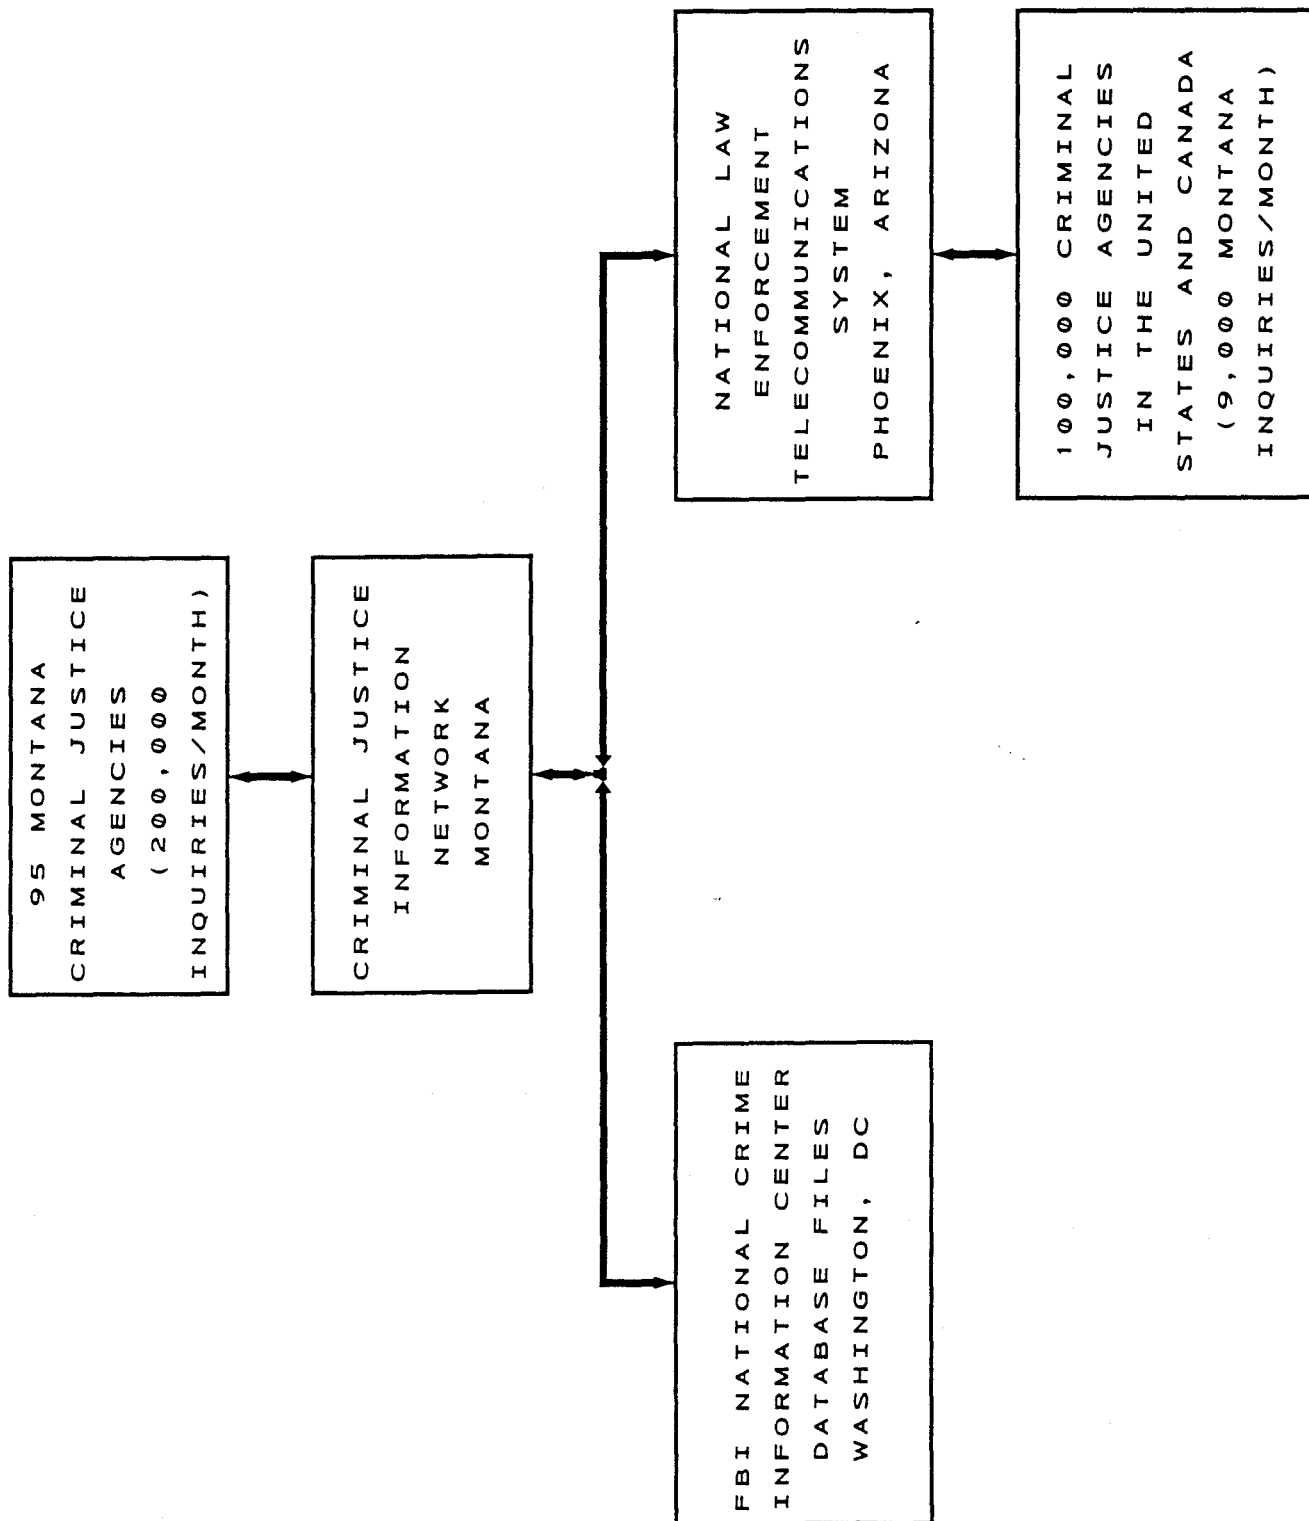 95 MONTANA
CRIMINAL JUSTICE
AGENCIES
(200,000
INQUIRIES/MONTH)
CRIMINAL JUSTICE
INFORMATION
NETWORK
MONTANA
FBI NATIONAL CRIME
INFORMATION CENTER
DATABASE FILES
WASHINGTON, DC
NATIONAL LAW
ENFORCEMENT
TELECOMMUNICATIONS
SYSTEM
PHOENIX, ARIZONA
100,000 CRIMINAL
JUSTICE AGENCIES
IN THE UNITED
STATES AND CANADA
(9,000 MONTANA
INQUIRIES/MONTH)